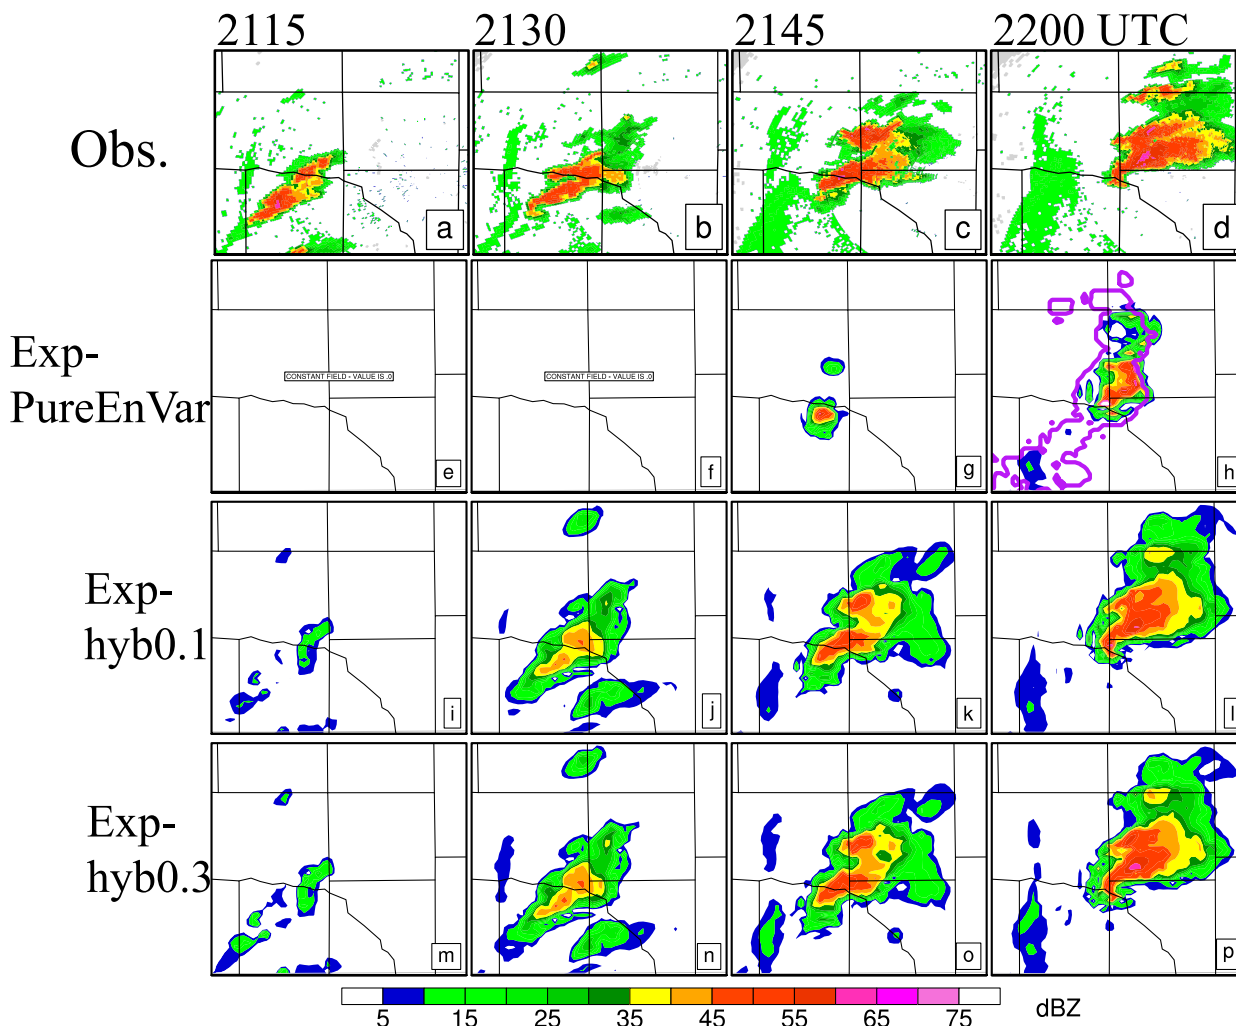 2115 2130 2145 2200 UTC
Obs.
a b c d
Exp-
PureEnVar
CONSTANT FIELD - VALUE IS .0 CONSTANT FIELD - VALUE IS .0
e f g h
Exp-
hyb0.1
i j k l
Exp-
hyb0.3
m n o p
5 15 25 35 45 55 65 75 dBZ